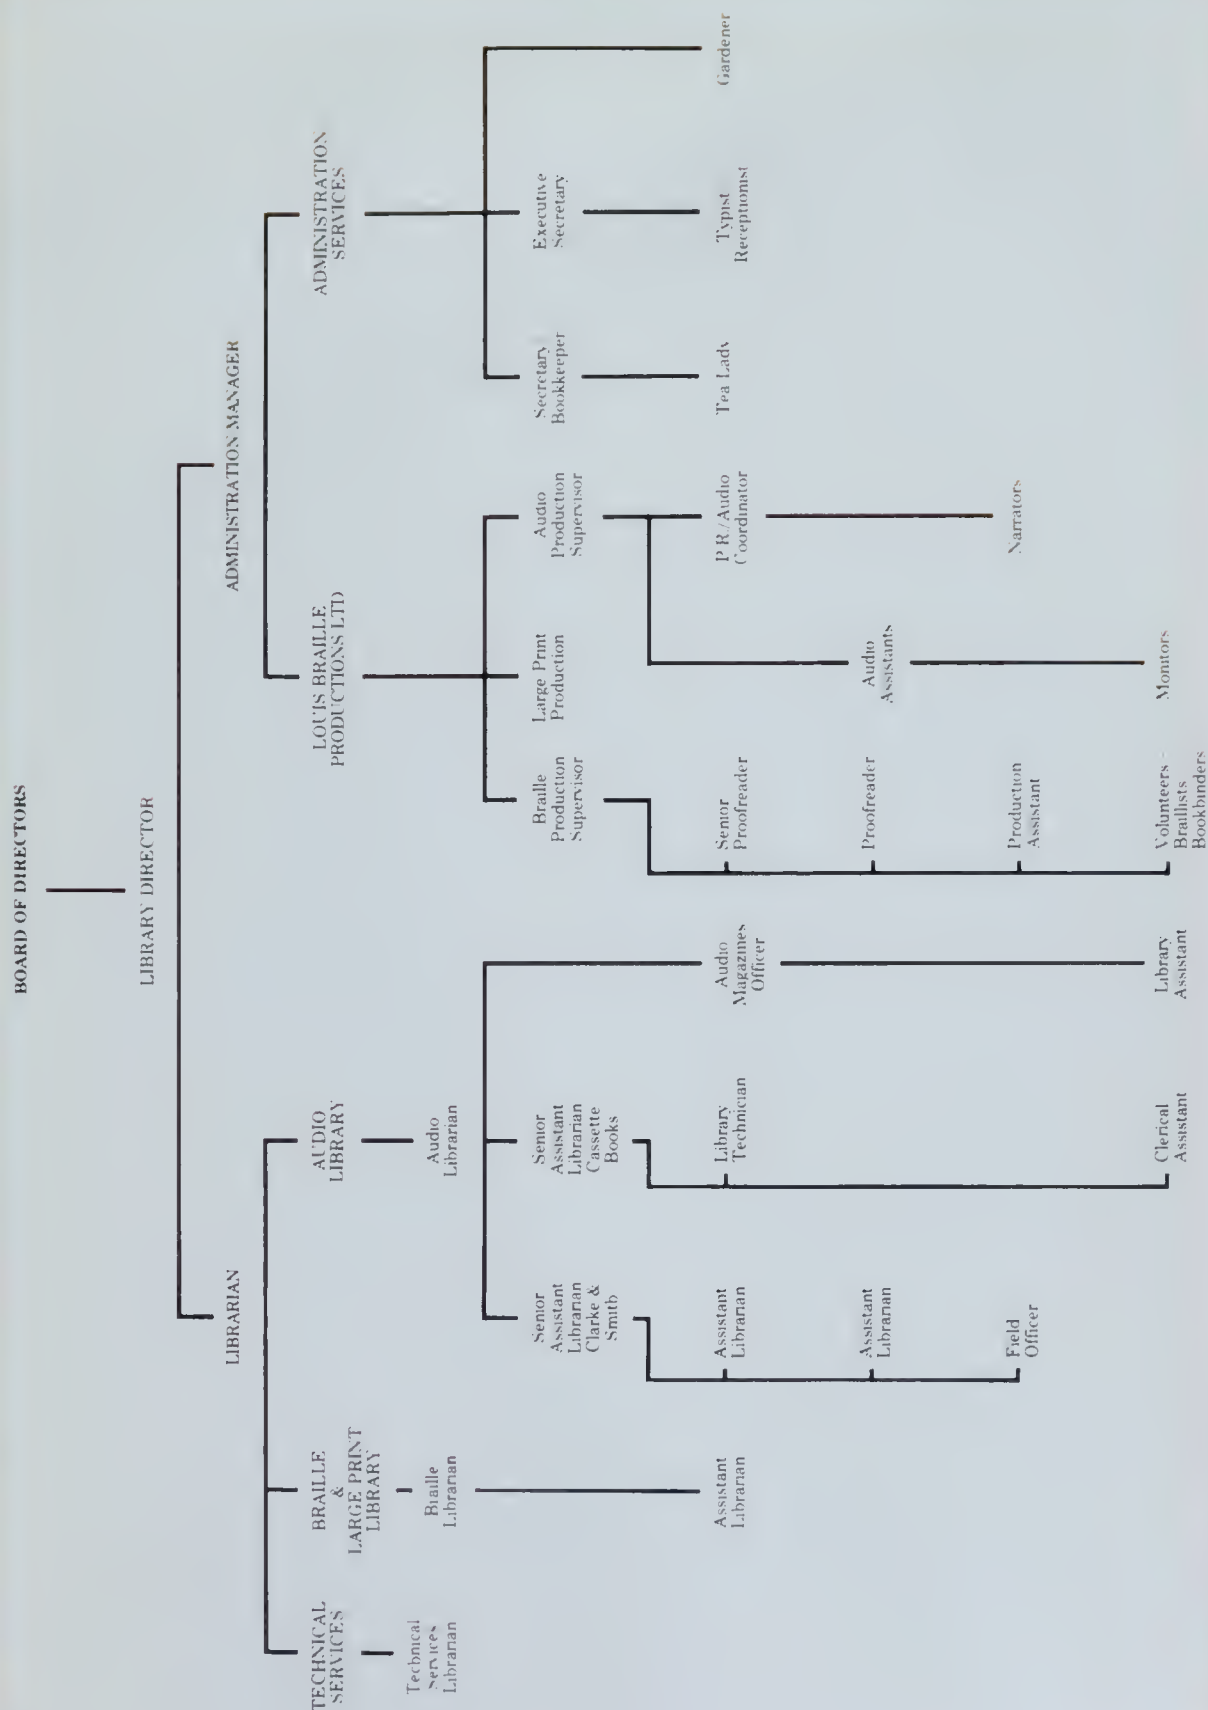 BOARD OF DIRECTORS
LIBRARY DIRECTOR
LIBRARIAN
ADMINISTRATION MANAGER
TECHNICAL
SERVICES
BRAILLE
&
LARGE PRINT
LIBRARY
AUDIO
LIBRARY
LOUIS BRAILLE
PRODUCTIONS LTD
ADMINISTRATION
SERVICES
Technical
Services
Librarian
Braille
Librarian
Audio
Librarian
Senior
Assistant
Librarian
Clarke &
Smith
Senior
Assistant
Librarian
Cassette
Books
Braille
Production
Supervisor
Large Print
Production
Audio
Production
Supervisor
Secretary
Bookkeeper
Executive
Secretary
Assistant
Librarian
Assistant
Librarian
Library
Technician
Audio
Magazines
Officer
Senior
Proofreader
P.R./Audio
Coordinator
Tea Lady
Typist
Receptionist
Gardener
Assistant
Librarian
Proofreader
Audio
Assistants
Field
Officer
Production
Assistant
Narrators
Clerical
Assistant
Library
Assistant
Volunteers -
Braillists
Bookbinders
Monitors